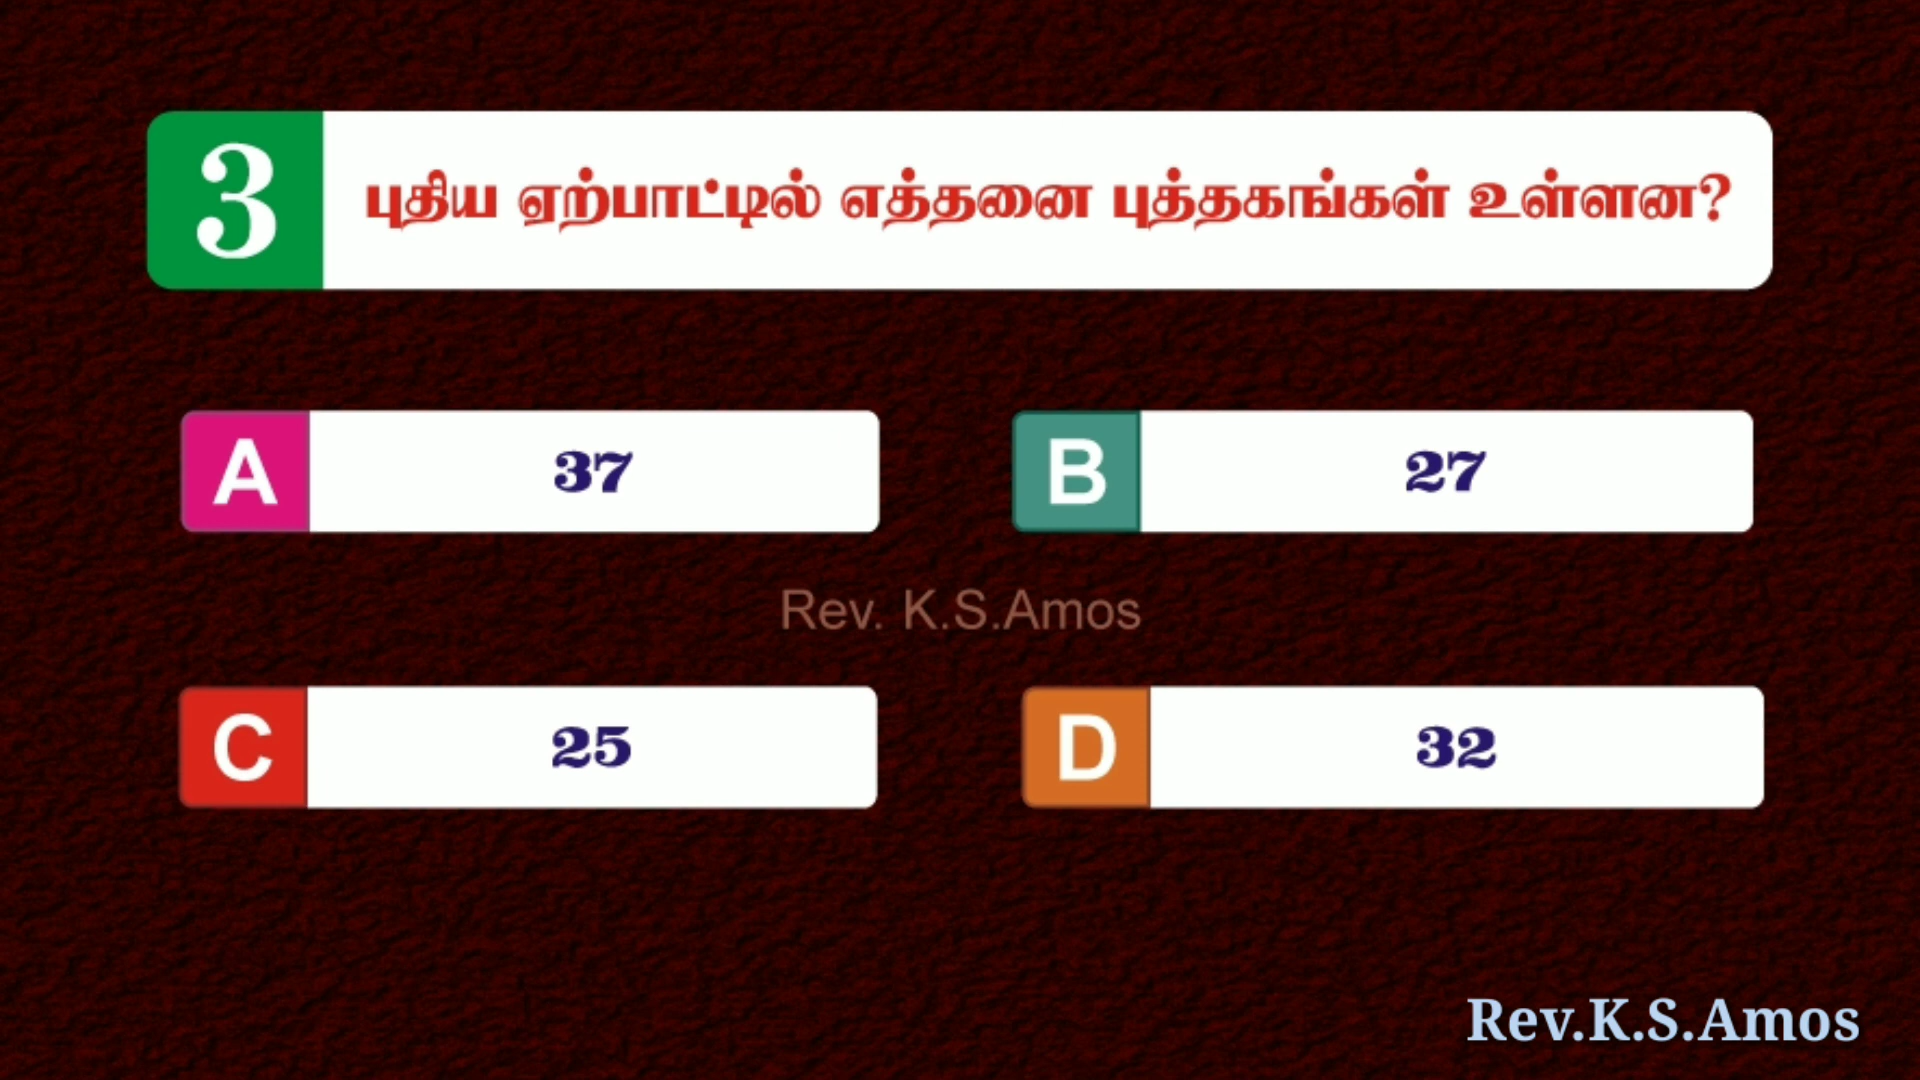 3
புதிய ஏற்பாட்டில் எத்தனை புத்தகங்கள் உள்ளன?
A 37
B 27
Rev. K.S.Amos
C 25
D 32
Rev.K.S.Amos